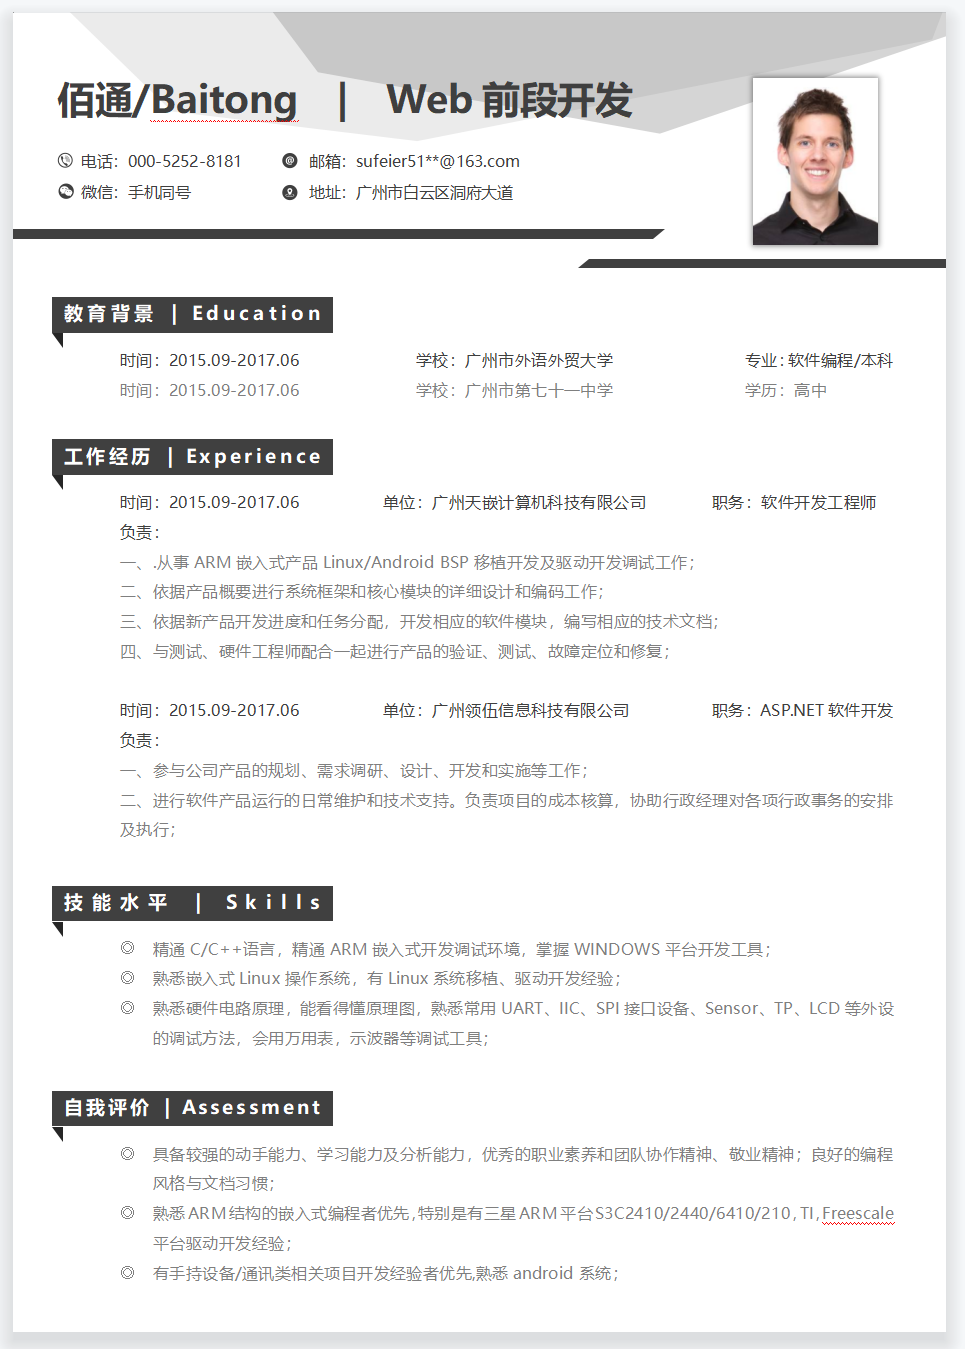 佰通/Baitong | Web 前段开发
电话：000-5252-8181 邮箱：sufeier51**@163.com
微信：手机同号 地址：广州市白云区洞府大道
教育背景 | Education
时间：2015.09-2017.06 学校：广州市外语外贸大学 专业：软件编程/本科
时间：2015.09-2017.06 学校：广州市第七十一中学 学历：高中
工作经历 | Experience
时间：2015.09-2017.06 单位：广州天嵌计算机科技有限公司 职务：软件开发工程师
负责：
一、.从事 ARM 嵌入式产品 Linux/Android BSP 移植开发及驱动开发调试工作；
二、依据产品概要进行系统框架和核心模块的详细设计和编码工作；
三、依据新产品开发进度和任务分配，开发相应的软件模块，编写相应的技术文档；
四、与测试、硬件工程师配合一起进行产品的验证、测试、故障定位和修复；
时间：2015.09-2017.06 单位：广州领伍信息科技有限公司 职务：ASP.NET 软件开发
负责：
一、参与公司产品的规划、需求调研、设计、开发和实施等工作；
二、进行软件产品运行的日常维护和技术支持。负责项目的成本核算，协助行政经理对各项行政事务的安排
及执行；
技能水平 | Skills
◎ 精通 C/C++语言，精通 ARM 嵌入式开发调试环境，掌握 WINDOWS 平台开发工具；
◎ 熟悉嵌入式 Linux 操作系统，有 Linux 系统移植、驱动开发经验；
◎ 熟悉硬件电路原理，能看得懂原理图，熟悉常用 UART、IIC、SPI 接口设备、Sensor、TP、LCD 等外设
的调试方法，会用万用表，示波器等调试工具；
自我评价 | Assessment
◎ 具备较强的动手能力、学习能力及分析能力，优秀的职业素养和团队协作精神、敬业精神；良好的编程
风格与文档习惯；
◎ 熟悉 ARM 结构的嵌入式编程者优先，特别是有三星 ARM 平台 S3C2410/2440/6410/210，TI，Freescale
平台驱动开发经验；
◎ 有手持设备/通讯类相关项目开发经验者优先,熟悉 android 系统；